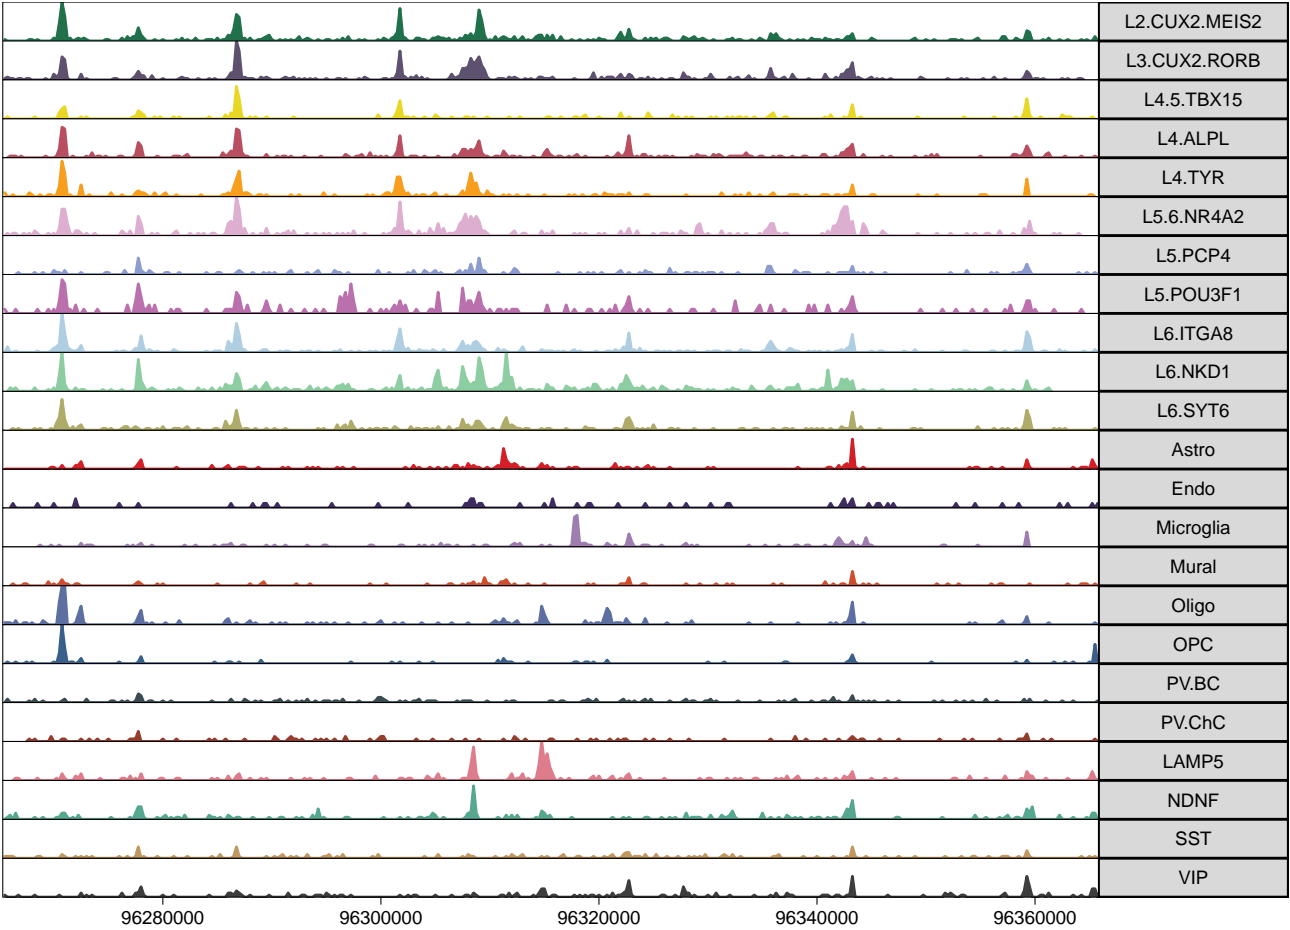 L2.CUX2.MEIS2
L3.CUX2.RORB
L4.5.TBX15
L4.ALPL
L4.TYR
L5.6.NR4A2
L5.PCP4
L5.POU3F1
L6.ITGA8
L6.NKD1
L6.SYT6
Astro
Endo
Microglia
Mural
Oligo
OPC
PV.BC
PV.ChC
LAMP5
NDNF
SST
VIP
96280000 96300000 96320000 96340000 96360000